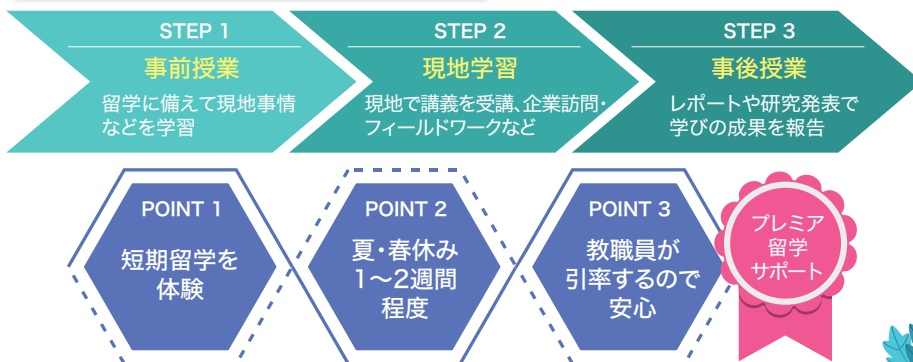 STEP 1
事前授業
留学に備えて現地事情
などを学習
STEP 2
現地学習
現地で講義を受講、企業訪問・
フィールドワークなど
STEP 3
事後授業
レポートや研究発表で
学びの成果を報告
POINT 1
短期留学を
体験
POINT 2
夏・春休み
1〜2週間
程度
POINT 3
教職員が
引率するので
安心
プレミア
留学
サポート